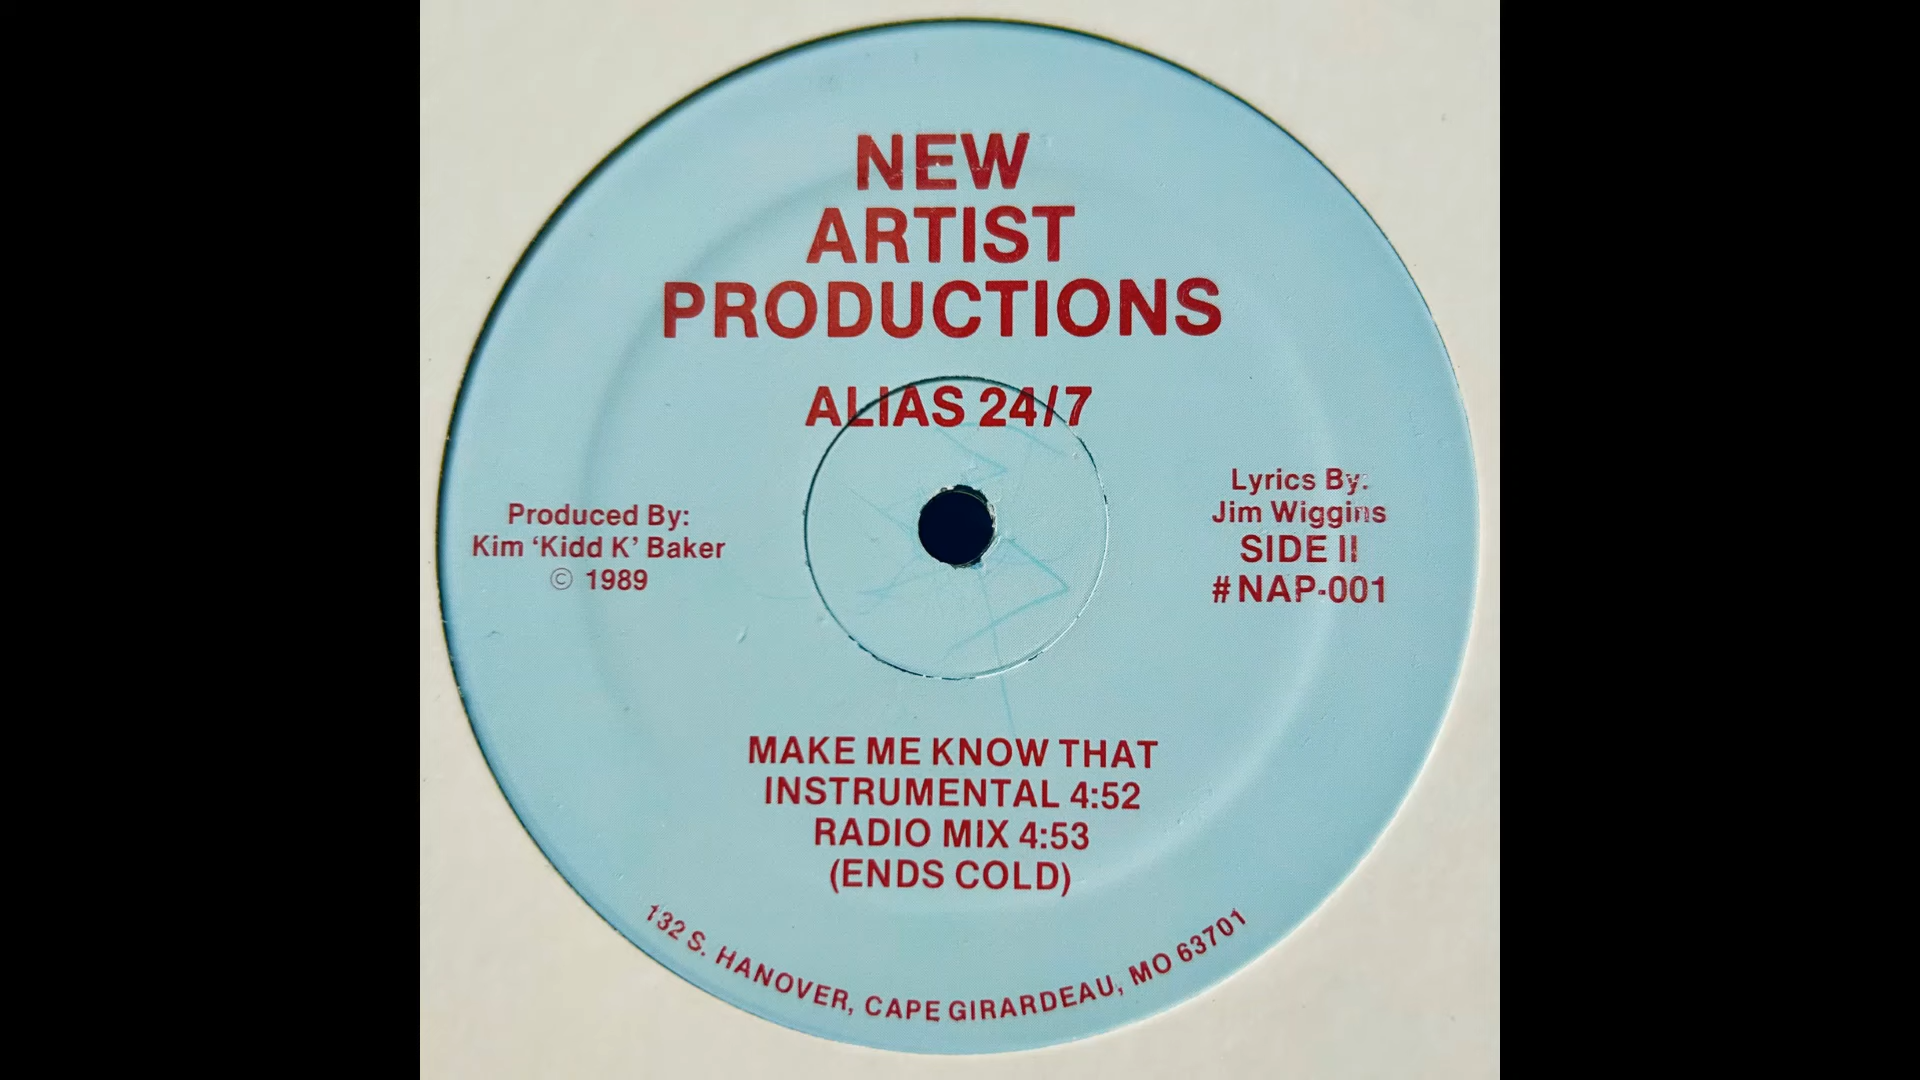 NEW
ARTIST
PRODUCTIONS
ALIAS 24/7
Produced By:
Kim ‘Kidd K’ Baker
© 1989
Lyrics By:
Jim Wiggins
SIDE II
#NAP-001
MAKE ME KNOW THAT
INSTRUMENTAL 4:52
RADIO MIX 4:53
(ENDS COLD)
132 S. HANOVER, CAPE GIRARDEAU, MO 63701